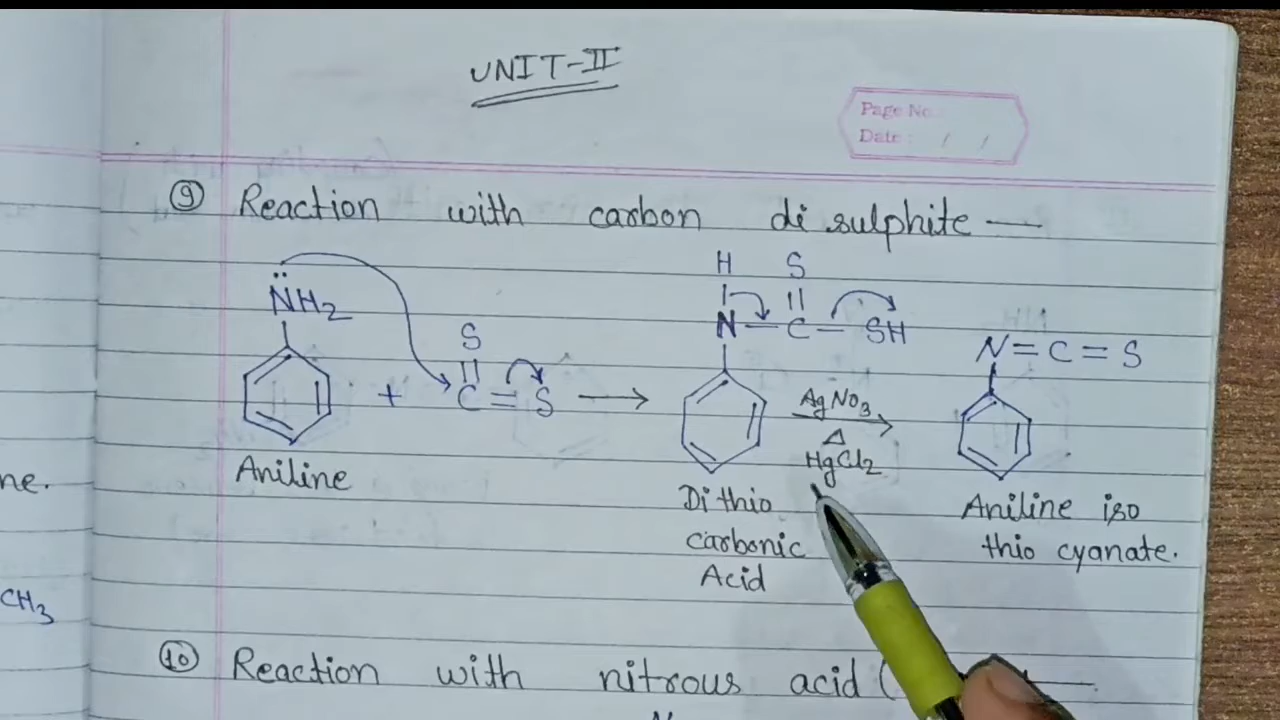 UNIT-II
Page No.
Date: / /
⑨ Reaction with carbon di sulphite —
H S
N̈H₂ N — C — SH
S N=C=S
+ C = S → AgNO₃
Δ
HgCl₂
Aniline
ne.
Di thio Aniline iso
carbonic thio cyanate.
Acid
CH₃
⑩ Reaction with nitrous acid (